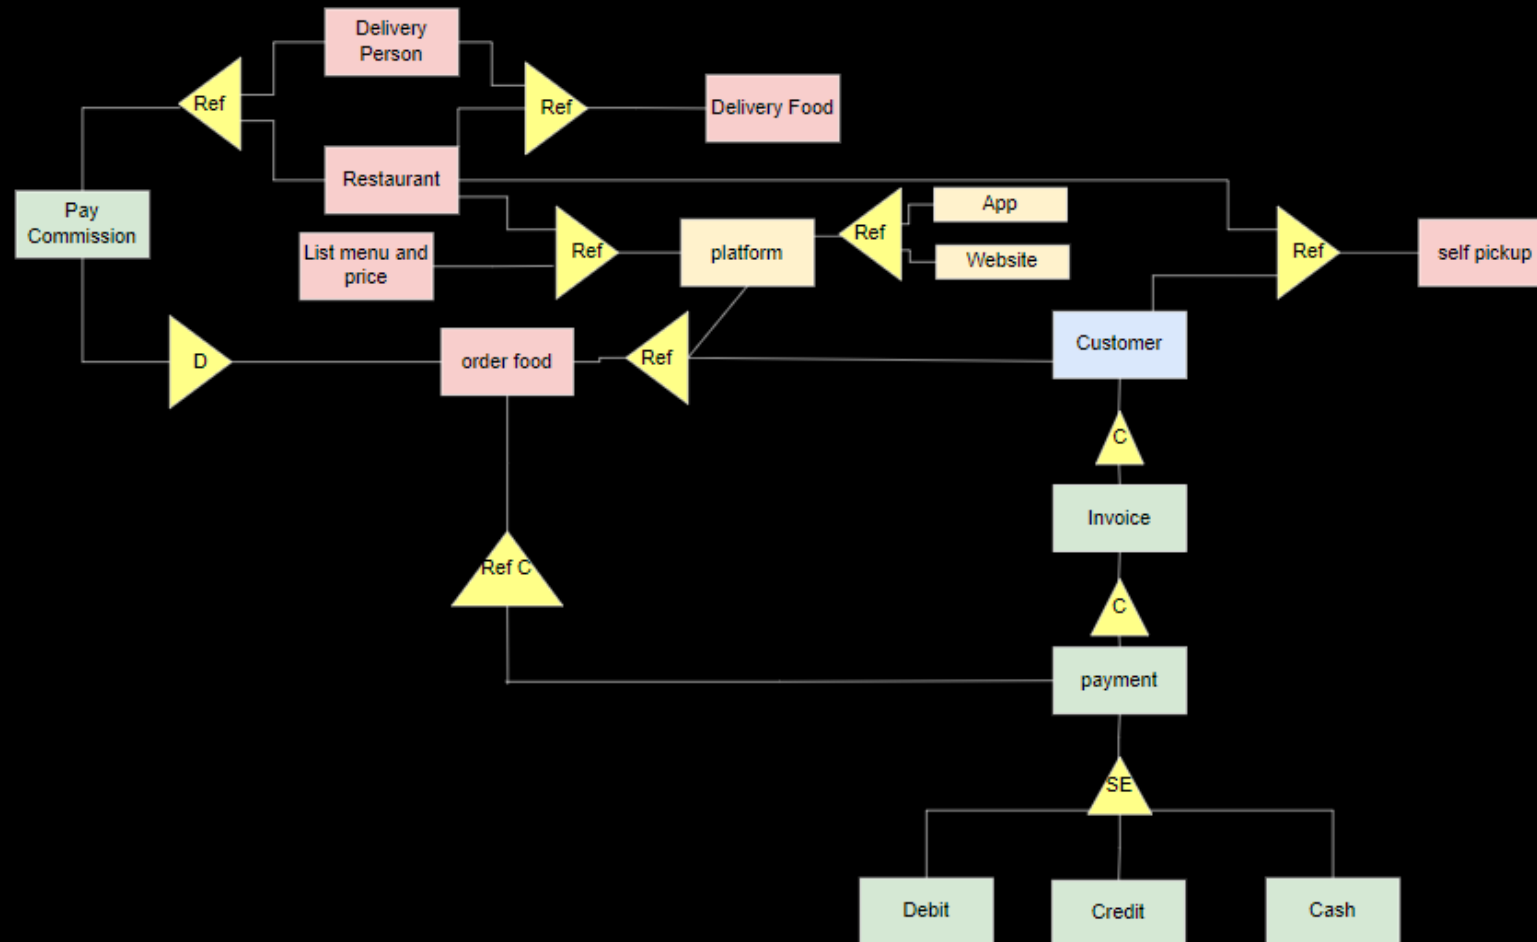 Delivery
Person
Ref
Ref
Delivery Food
Restaurant
Pay
Commission
App
Ref
List menu and
price
Ref
platform
Website
Ref
self pickup
D
order food
Ref
Customer
C
Invoice
Ref C
C
payment
SE
Debit
Credit
Cash